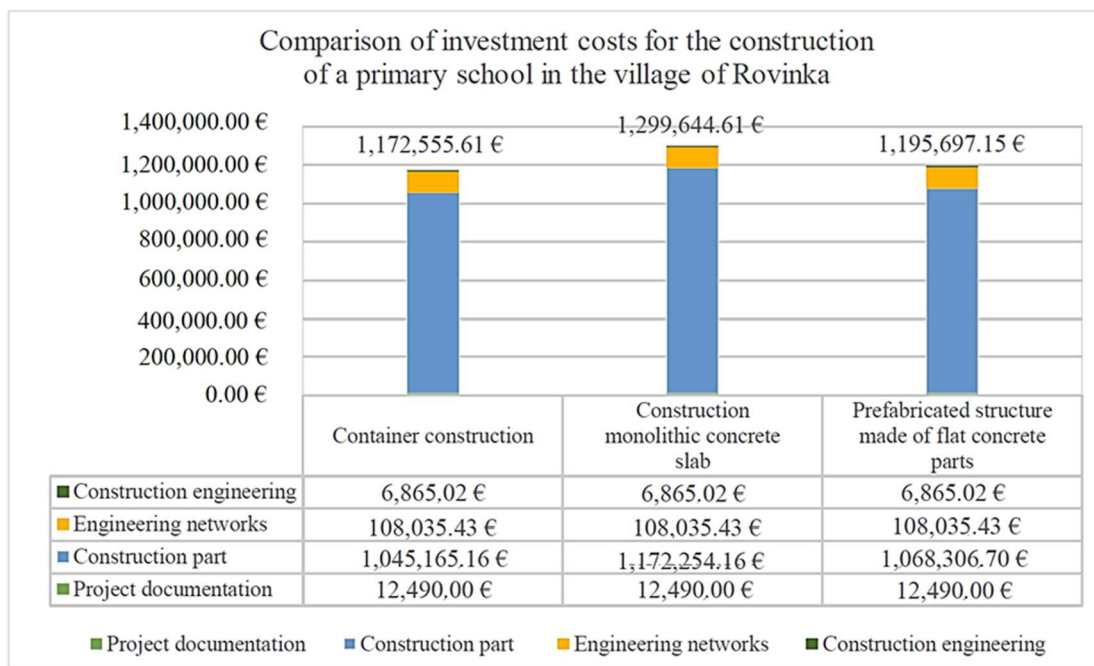 Comparison of investment costs for the construction
of a primary school in the village of Rovinka
1,400,000.00 €
1,200,000.00 €
1,000,000.00 €
800,000.00 €
600,000.00 €
400,000.00 €
200,000.00 €
0.00 €
1,172,555.61 €
1,299,644.61 €
1,195,697.15 €
Container construction
Construction
monolithic concrete
slab
Prefabricated structure
made of flat concrete
parts
Construction engineering 6,865.02 € 6,865.02 € 6,865.02 €
Engineering networks 108,035.43 € 108,035.43 € 108,035.43 €
Construction part 1,045,165.16 € 1,172,254.16 € 1,068,306.70 €
Project documentation 12,490.00 € 12,490.00 € 12,490.00 €
Project documentation Construction part Engineering networks Construction engineering